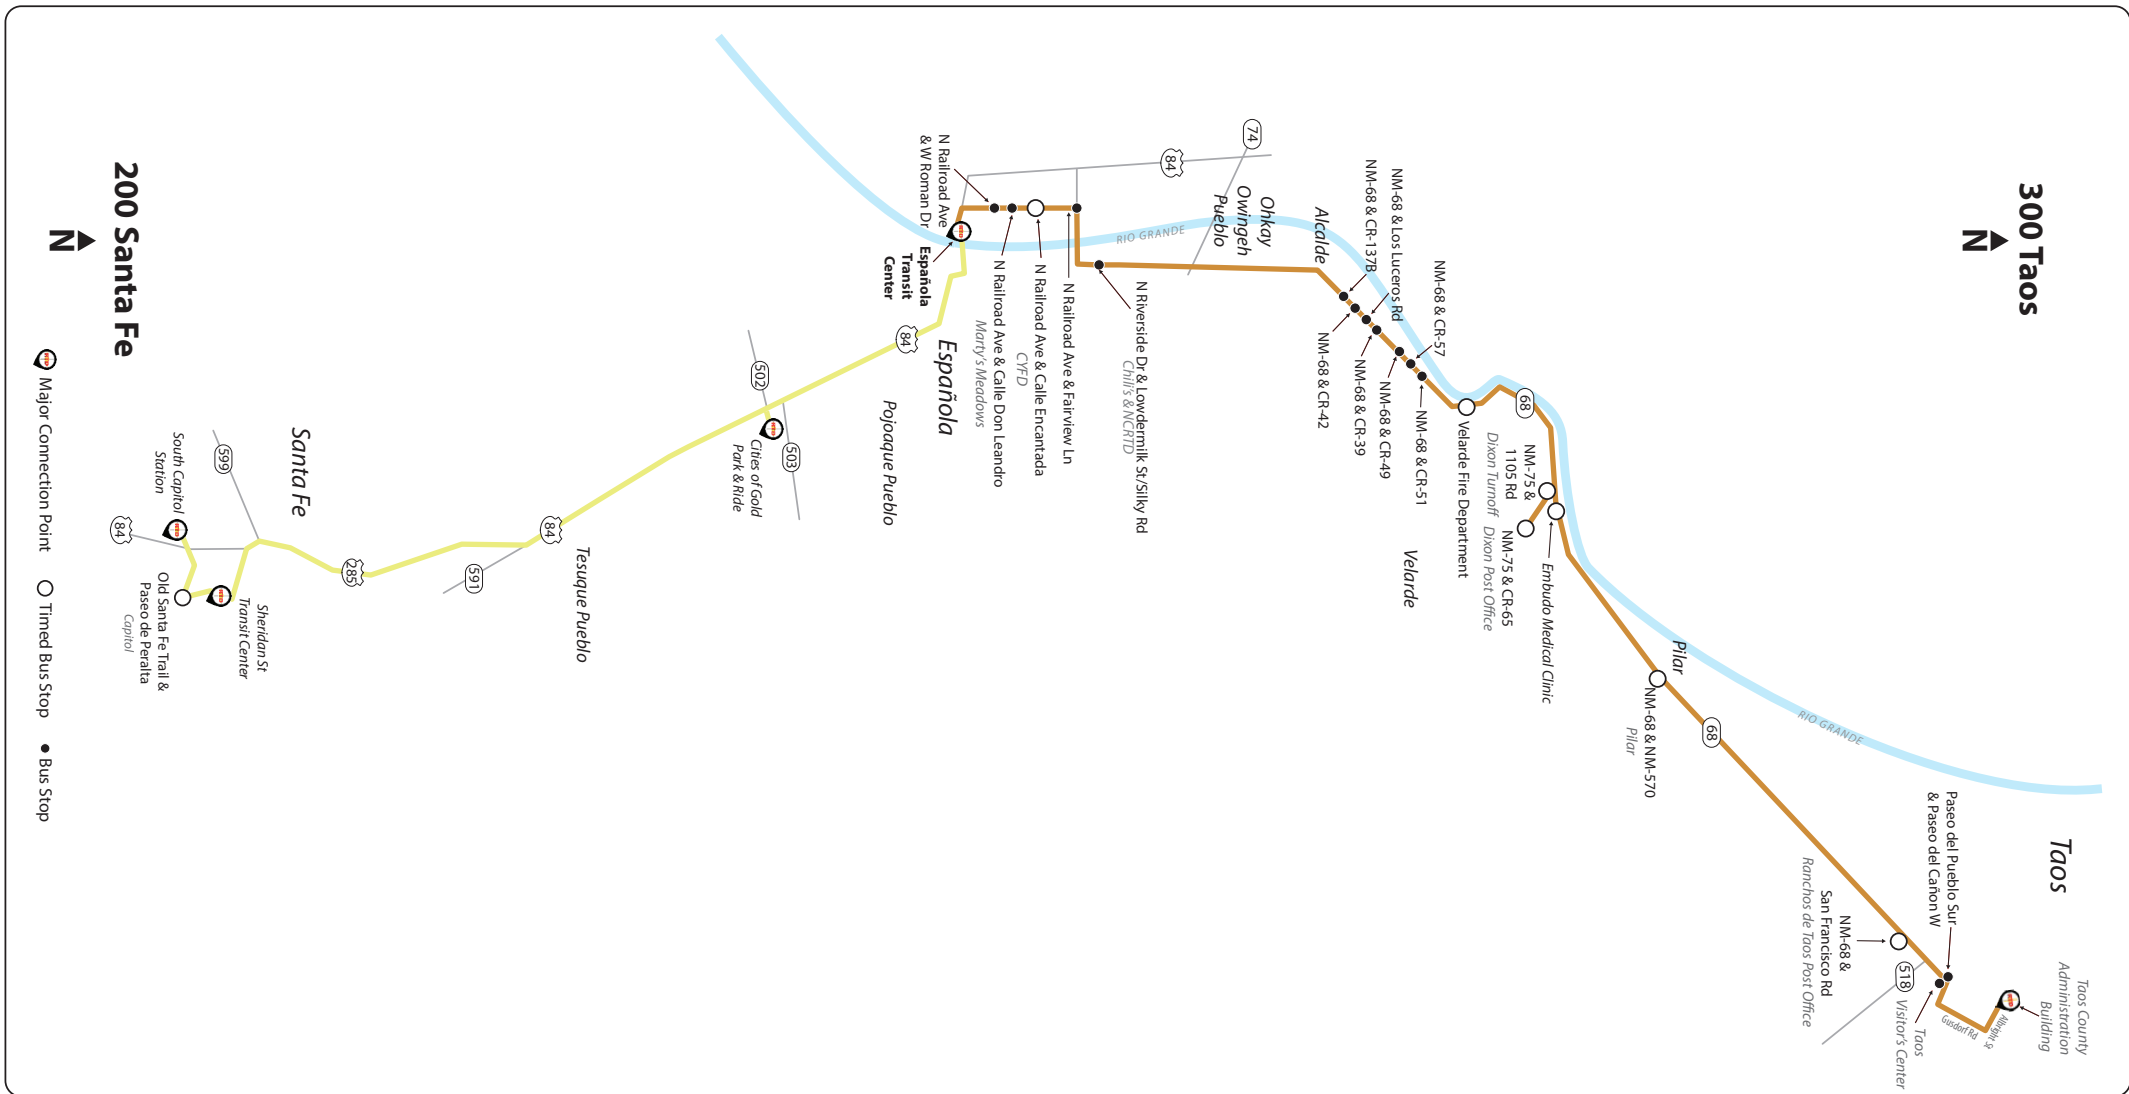 300 Taos
N
Taos
Taos County
Administration
Building
Albright St
Gusdorf Rd
Paseo del Pueblo Sur
& Paseo del Cañon W
Taos
Visitor's Center
518
NM-68 &
San Francisco Rd
Ranchos de Taos Post Office
RIO GRANDE
68
Pilar
NM-68 & NM-570
Pilar
Embudo Medical Clinic
NM-75 &
1105 Rd
Dixon Turnoff
NM-75 & CR-65
Dixon Post Office
68
Velarde Fire Department
Velarde
NM-68 & CR-57
NM-68 & CR-51
NM-68 & Los Luceros Rd
NM-68 & CR-49
NM-68 & CR-137B
NM-68 & CR-39
NM-68 & CR-42
Alcalde
Ohkay
Owingeh
Pueblo
74
84
RIO GRANDE
N Riverside Dr & Lowdermilk St/Silky Rd
Chili's & NCRTD
N Railroad Ave & Fairview Ln
N Railroad Ave & Calle Encantada
CYFD
N Railroad Ave & Calle Don Leandro
Marty's Meadows
N Railroad Ave
& W Roman Dr
Española
Transit
Center
Española
84
Pojoaque Pueblo
503
502
Cities of Gold
Park & Ride
Tesuque Pueblo
84
591
285
Santa Fe
599
Sheridan St
Transit Center
South Capitol
Station
Old Santa Fe Trail &
Paseo de Peralta
Capitol
84
200 Santa Fe
N
Major Connection Point
Timed Bus Stop
Bus Stop